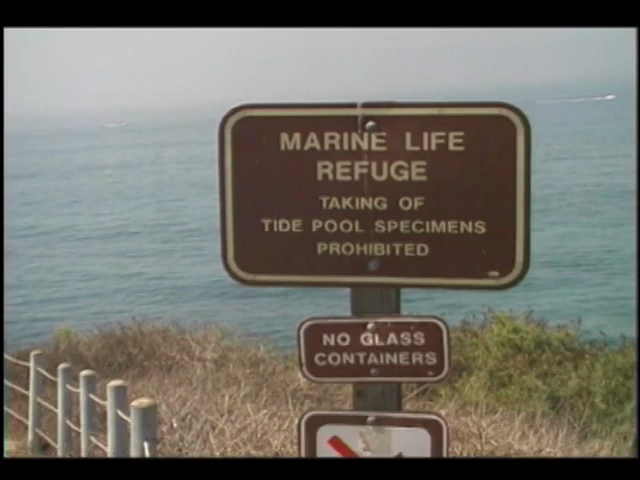 MARINE LIFE
REFUGE
TAKING OF
TIDE POOL SPECIMENS
PROHIBITED
NO GLASS
CONTAINERS